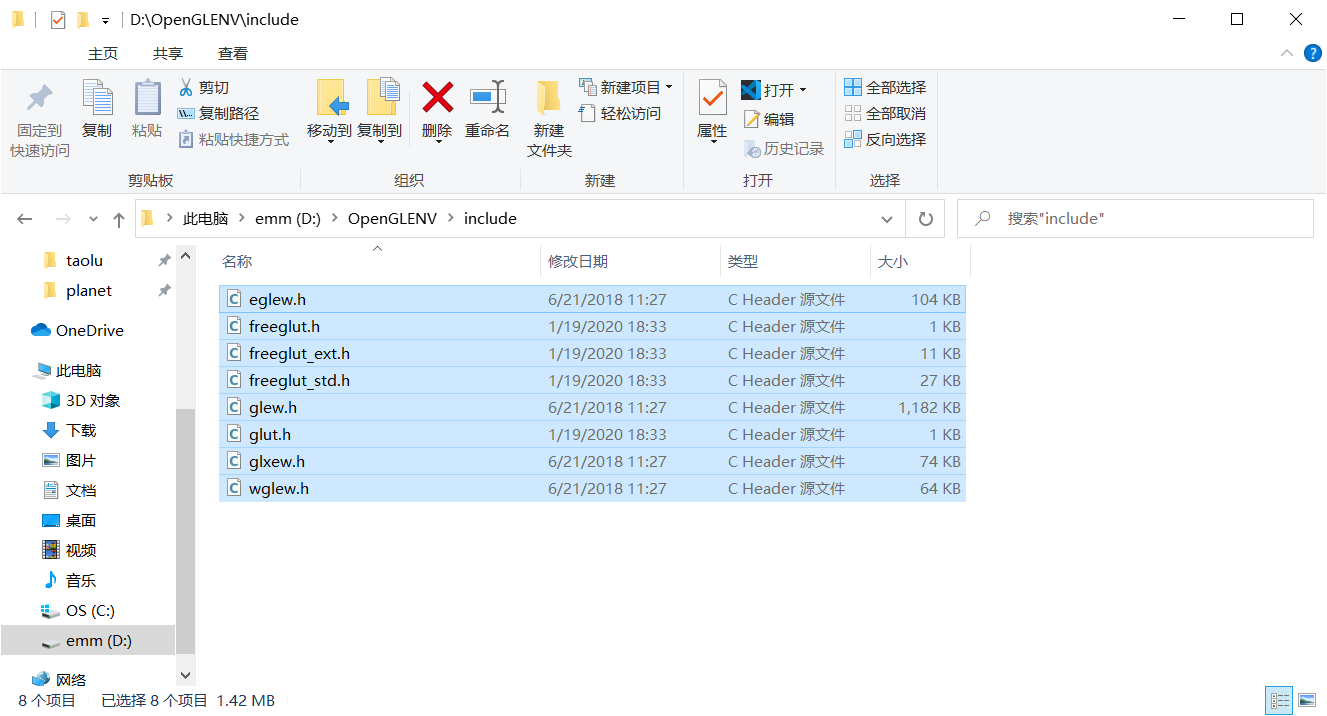 D:\OpenGLENV\include
主页 共享 查看
固定到快速访问
复制
粘贴
剪切
复制路径
粘贴快捷方式
剪贴板
移动到
复制到
删除
重命名
组织
新建文件夹
新建项目
轻松访问
新建
属性
打开
编辑
历史记录
打开
全部选择
全部取消
反向选择
选择
此电脑 > emm (D:) > OpenGLENV > include
搜索"include"
taolu
planet
OneDrive
此电脑
3D 对象
下载
图片
文档
桌面
视频
音乐
OS (C:)
emm (D:)
网络
名称 修改日期 类型 大小
eglew.h 6/21/2018 11:27 C Header 源文件 104 KB
freeglut.h 1/19/2020 18:33 C Header 源文件 1 KB
freeglut_ext.h 1/19/2020 18:33 C Header 源文件 11 KB
freeglut_std.h 1/19/2020 18:33 C Header 源文件 27 KB
glew.h 6/21/2018 11:27 C Header 源文件 1,182 KB
glut.h 1/19/2020 18:33 C Header 源文件 1 KB
glxew.h 6/21/2018 11:27 C Header 源文件 74 KB
wglew.h 6/21/2018 11:27 C Header 源文件 64 KB
8 个项目 已选择 8 个项目 1.42 MB